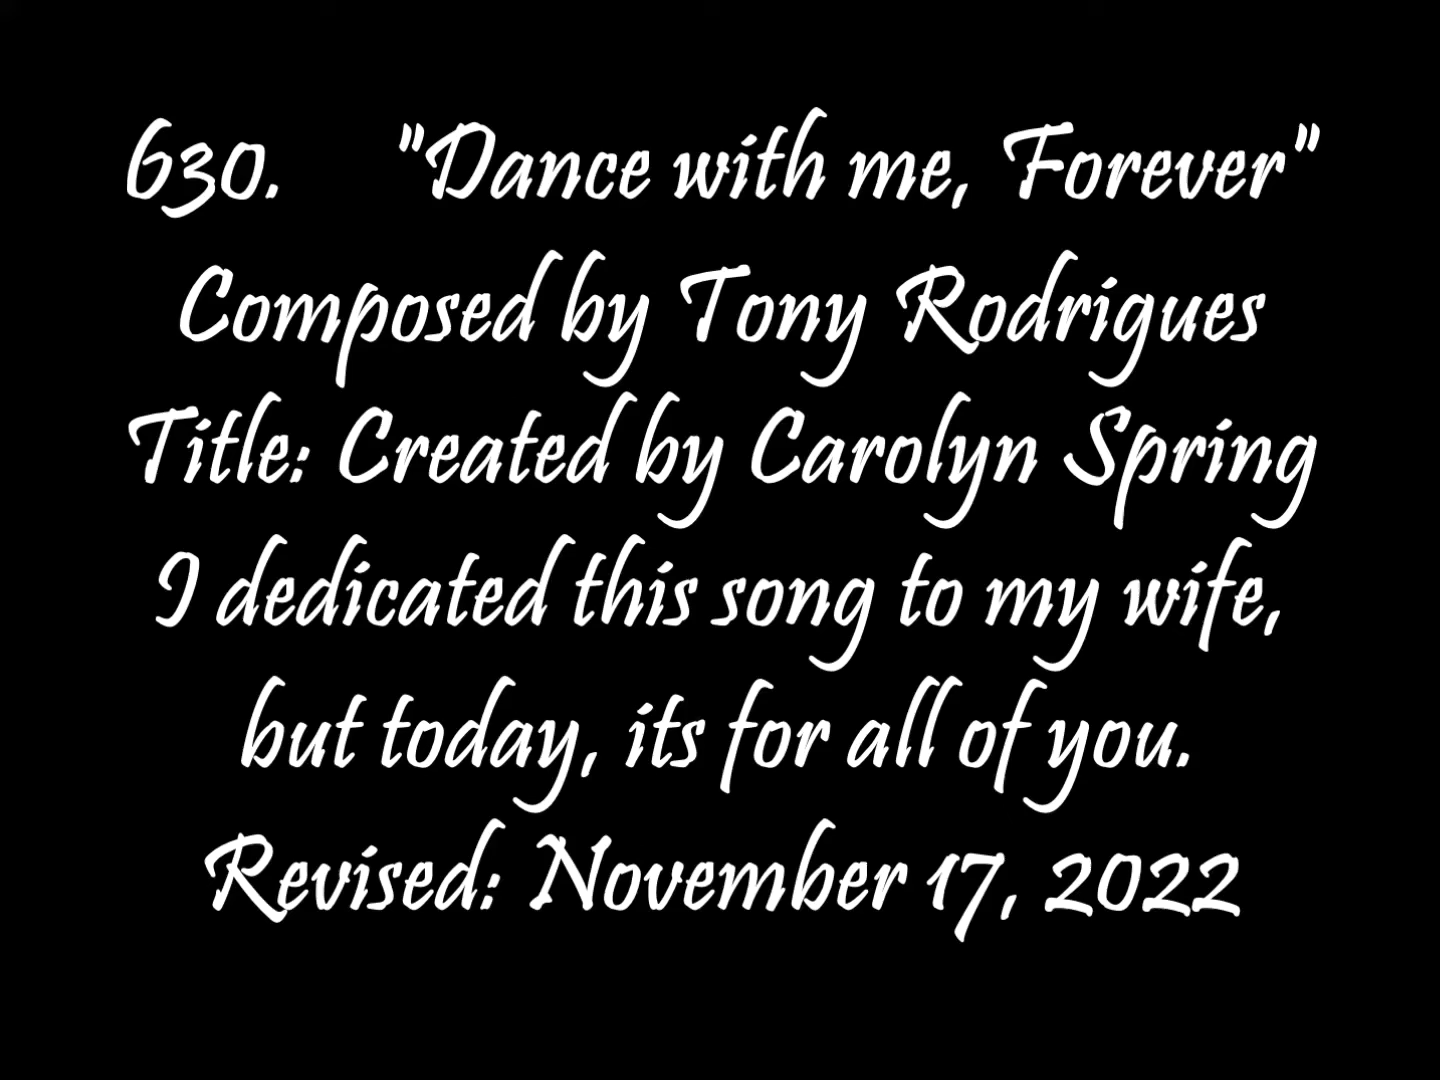 630. "Dance with me, Forever"
Composed by Tony Rodrigues
Title: Created by Carolyn Spring
I dedicated this song to my wife,
but today, its for all of you.
Revised: November 17, 2022